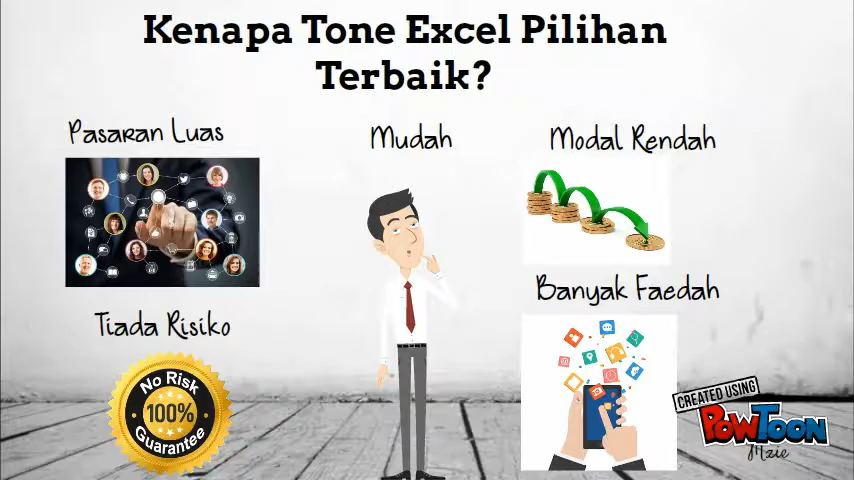 Kenapa Tone Excel Pilihan
Terbaik?
Pasaran Luas
Mudah
Modal Rendah
Banyak Faedah
Tiada Risiko
No Risk
100%
Guarantee
CREATED USING
POWTOON
Mzie